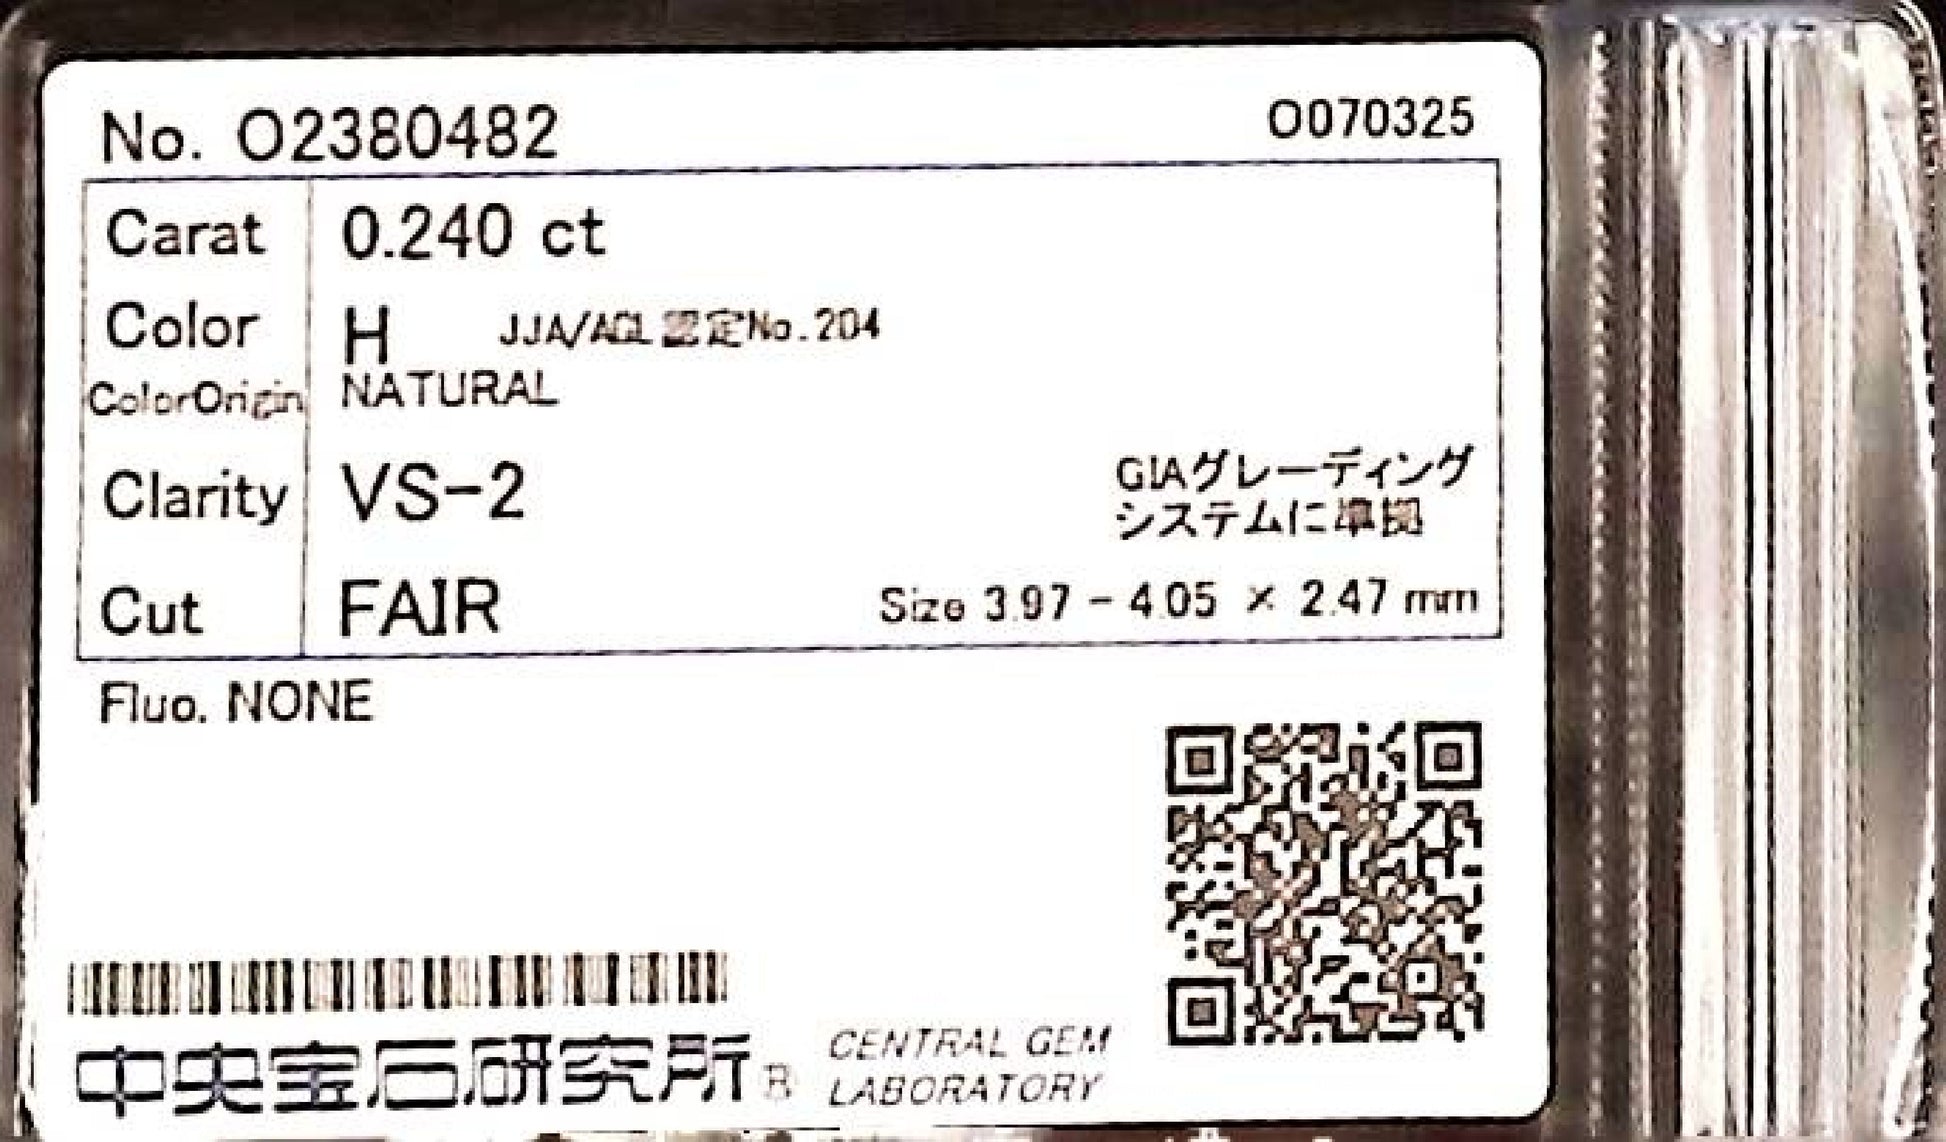 No. O2380482
O070325
Carat 0.240 ct
Color H JJA/AGL認定No.204
ColorOrigin NATURAL
Clarity VS-2
GIAグレーディング
システムに準拠
Cut FAIR Size 3.97 - 4.05 × 2.47 mm
Fluo. NONE
中央宝石研究所 B
CENTRAL GEM
LABORATORY